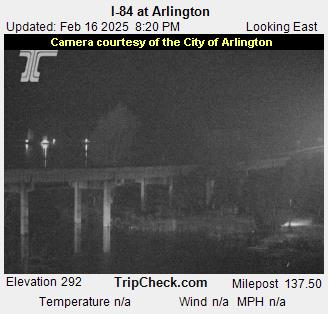 I-84 at Arlington
Updated: Feb 16 2025 8:20 PM Looking East
Camera courtesy of the City of Arlington
Elevation 292 TripCheck.com Milepost 137.50
Temperature n/a Wind n/a MPH n/a